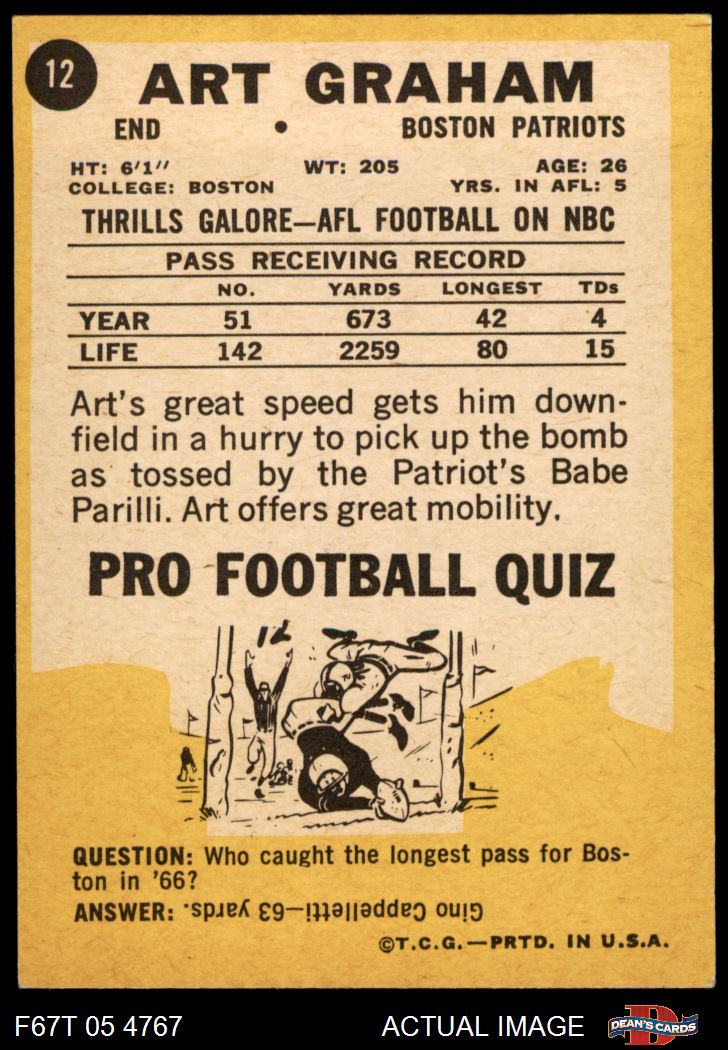 12
ART GRAHAM
END • BOSTON PATRIOTS
HT: 6'1" WT: 205 AGE: 26
COLLEGE: BOSTON YRS. IN AFL: 5
THRILLS GALORE—AFL FOOTBALL ON NBC
PASS RECEIVING RECORD
NO. YARDS LONGEST TDs
YEAR 51 673 42 4
LIFE 142 2259 80 15
Art's great speed gets him down-
field in a hurry to pick up the bomb
as tossed by the Patriot's Babe
Parilli. Art offers great mobility.
PRO FOOTBALL QUIZ
QUESTION: Who caught the longest pass for Bos-
ton in '66?
ANSWER: Gino Cappelletti—63 yards.
©T.C.G.—PRTD. IN U.S.A.
F67T 05 4767 ACTUAL IMAGE DEAN'S CARDS